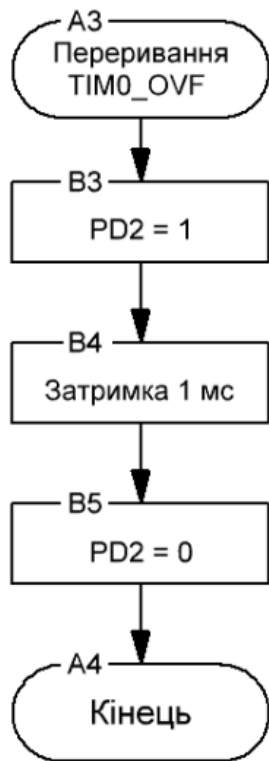 A3
Переривання
TIM0_OVF
B3
PD2 = 1
B4
Затримка 1 мс
B5
PD2 = 0
A4
Кінець